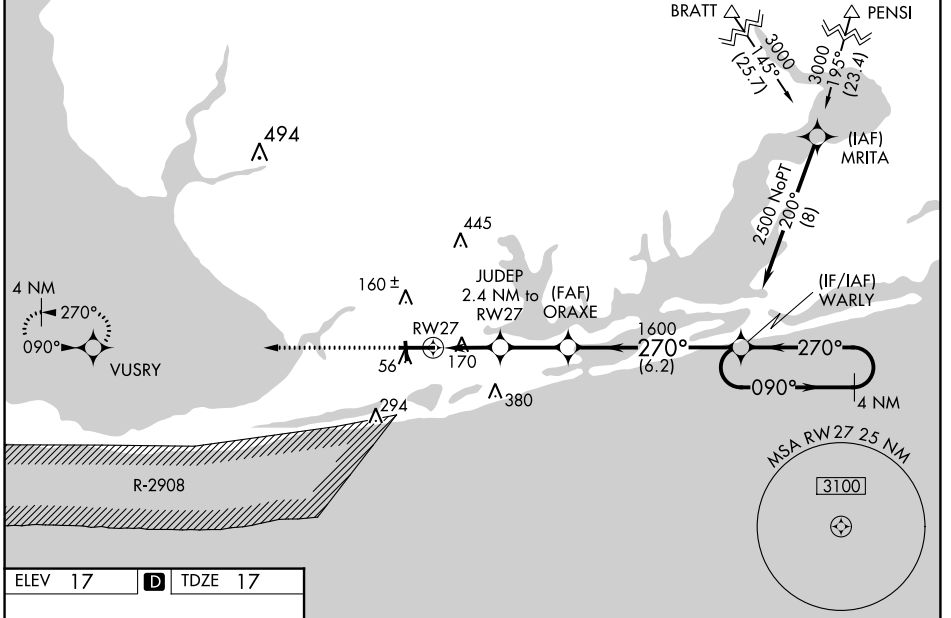 BRATT
PENSI
3000
145°
(25.7)
3000
195°
(23.4)
494
(IAF)
MRITA
2500 NoPT
200°
(8)
445
160 ±
JUDEP
2.4 NM to
RW27
(FAF)
ORAXE
(IF/IAF)
WARLY
4 NM
270°
090°
VUSRY
RW27
56
170
1600
270°
(6.2)
270°
090°
4 NM
380
294
R-2908
MSA RW27 25 NM
3100
ELEV 17 D TDZE 17